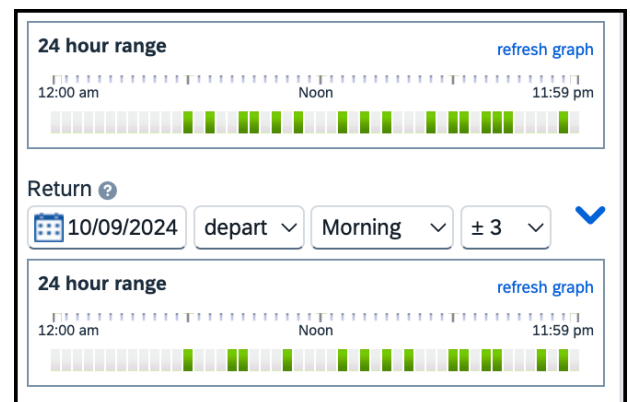 24 hour range refresh graph
12:00 am Noon 11:59 pm
Return ?
10/09/2024 depart Morning ± 3
24 hour range refresh graph
12:00 am Noon 11:59 pm